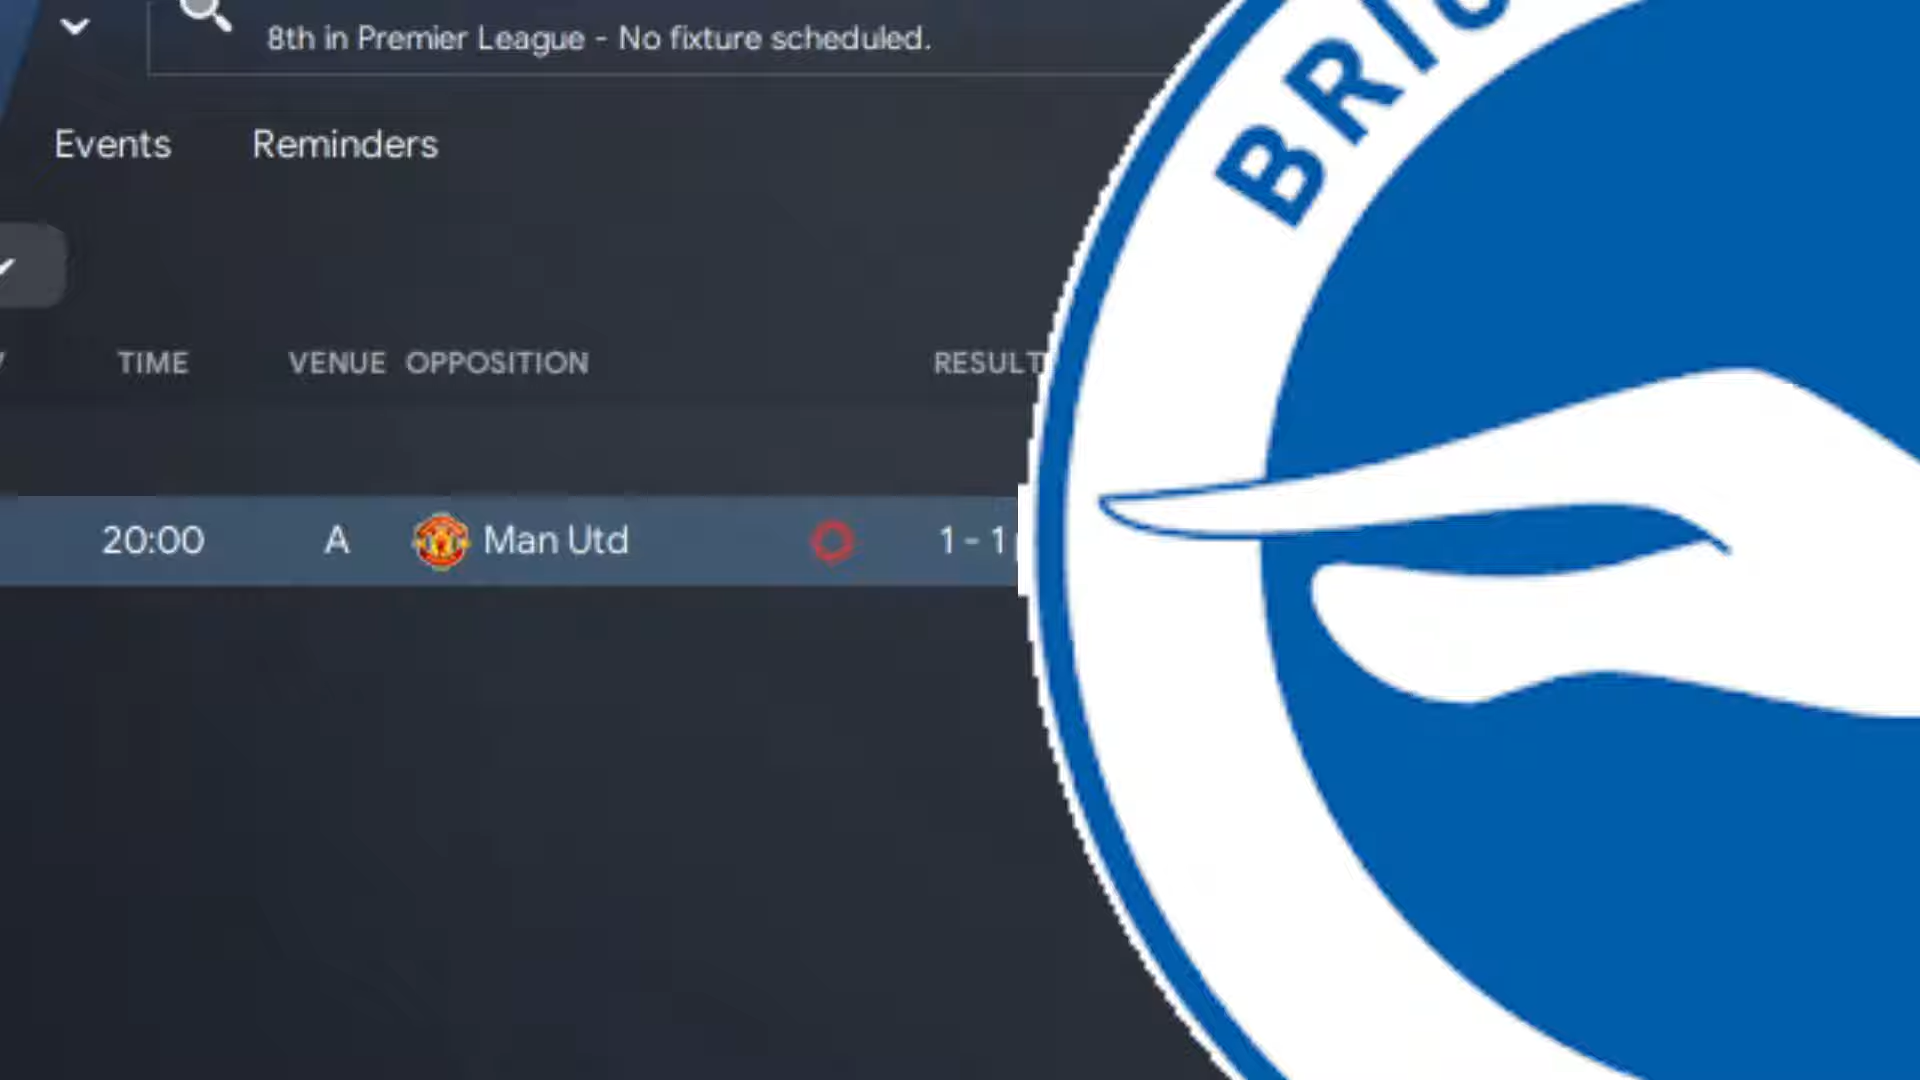 8th in Premier League - No fixture scheduled.
Events Reminders
TIME VENUE OPPOSITION RESULT
20:00 A Man Utd 1 - 1